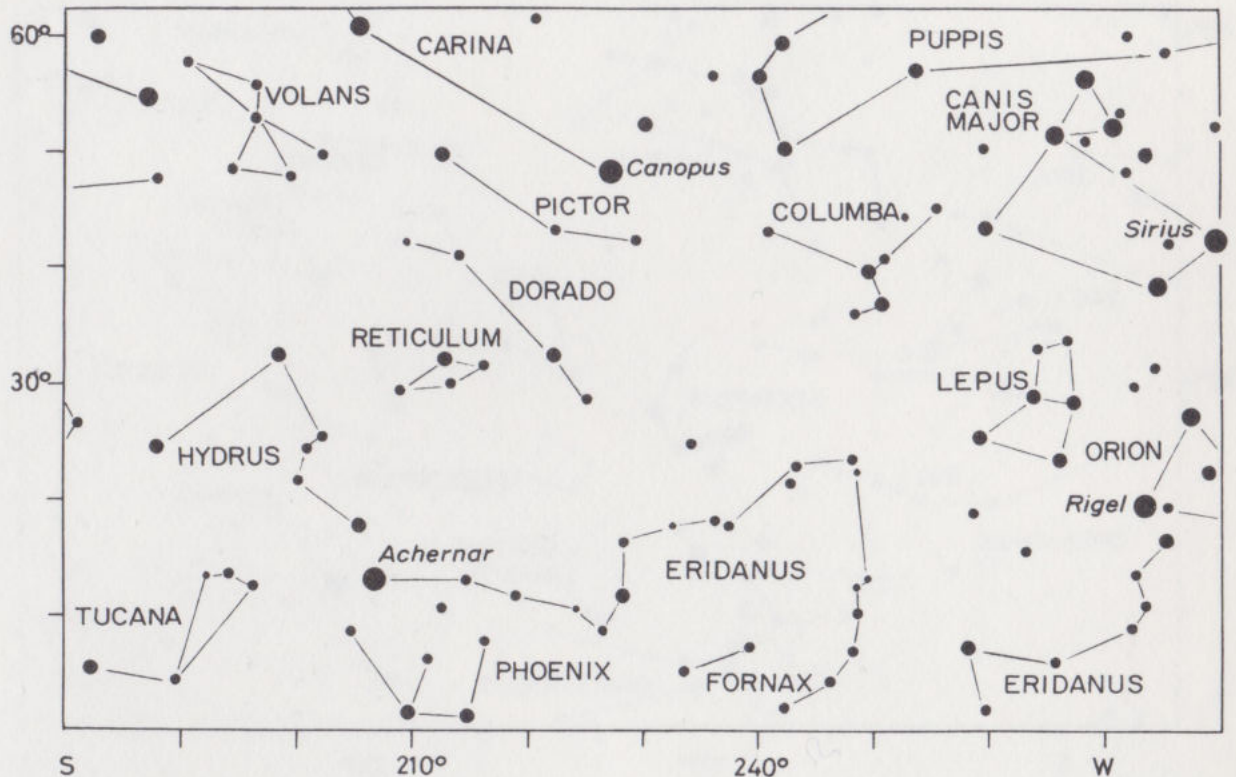 60°
CARINA
PUPPIS
VOLANS
CANIS
MAJOR
Canopus
PICTOR
COLUMBA
Sirius
DORADO
RETICULUM
30°
LEPUS
HYDRUS
ORION
Rigel
Achernar
ERIDANUS
TUCANA
PHOENIX
FORNAX
ERIDANUS
S
210°
240°
W